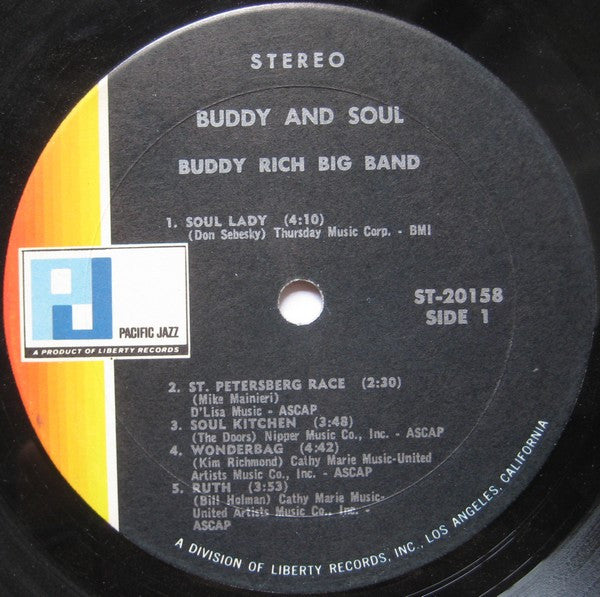 STEREO
BUDDY AND SOUL
BUDDY RICH BIG BAND
1. SOUL LADY (4:10)
(Don Sebesky) Thursday Music Corp. - BMI
PJ
PACIFIC JAZZ
A PRODUCT OF LIBERTY RECORDS
ST-20158
SIDE 1
2. ST. PETERSBERG RACE (2:30)
(Mike Mainieri)
D'Lisa Music - ASCAP
3. SOUL KITCHEN (3:48)
(The Doors) Nipper Music Co., Inc. - ASCAP
4. WONDERBAG (4:42)
(Kim Richmond) Cathy Marie Music-United
Artists Music Co., Inc. - ASCAP
5. RUTH (3:53)
(Bill Holman) Cathy Marie Music-
United Artists Music Co., Inc. -
ASCAP
A DIVISION OF LIBERTY RECORDS, INC., LOS ANGELES, CALIFORNIA